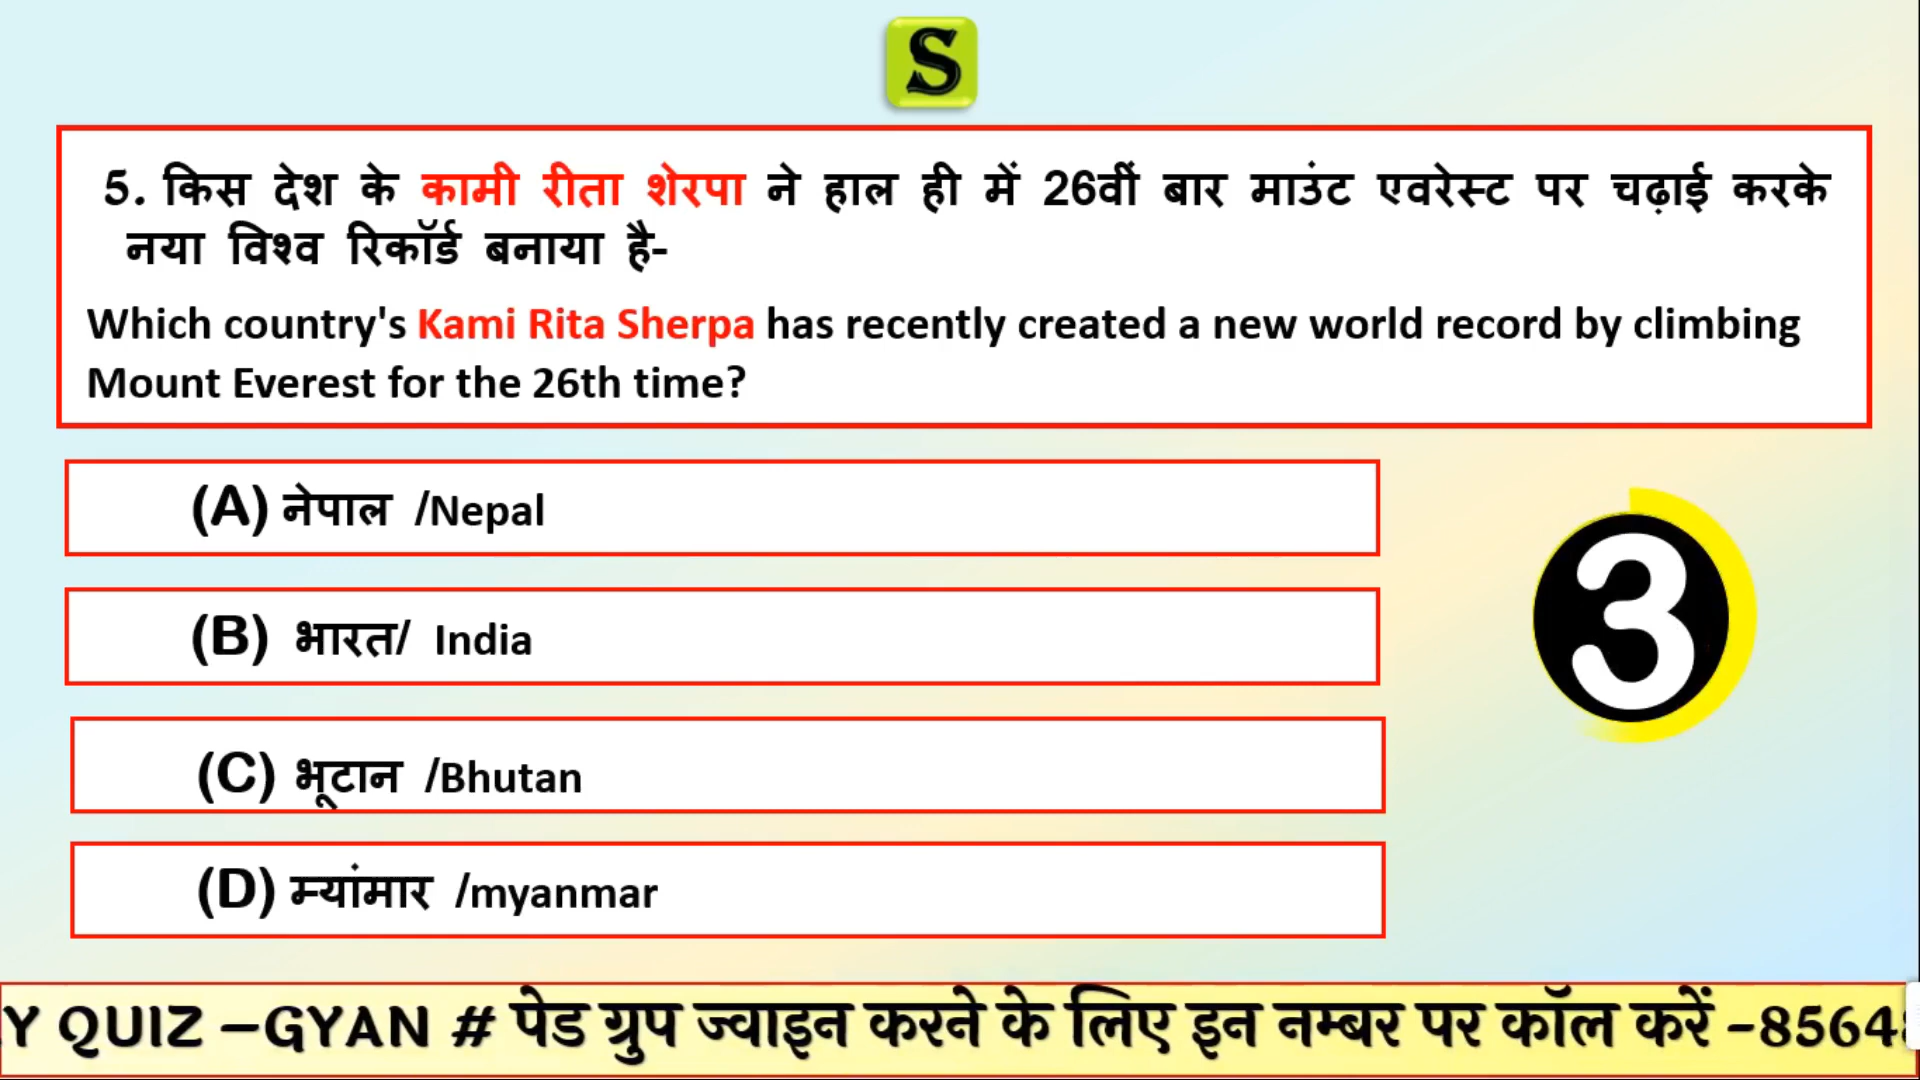 S
5. किस देश के कामी रीता शेरपा ने हाल ही में 26वीं बार माउंट एवरेस्ट पर चढ़ाई करके
नया विश्व रिकॉर्ड बनाया है-
Which country's Kami Rita Sherpa has recently created a new world record by climbing
Mount Everest for the 26th time?
(A) नेपाल /Nepal
(B) भारत/ India
3
(C) भूटान /Bhutan
(D) म्यांमार /myanmar
Y QUIZ –GYAN # पेड ग्रुप ज्वाइन करने के लिए इन नम्बर पर कॉल करें –8564